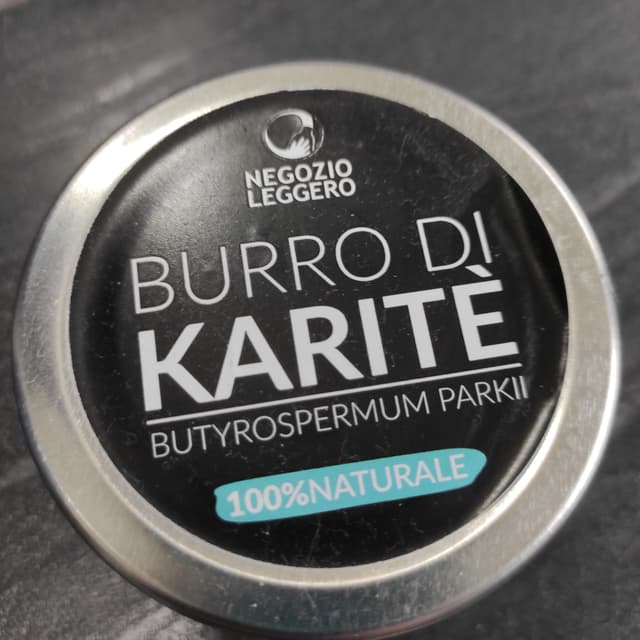 NEGOZIO
LEGGERO
BURRO DI
KARITÈ
BUTYROSPERMUM PARKII
100%NATURALE